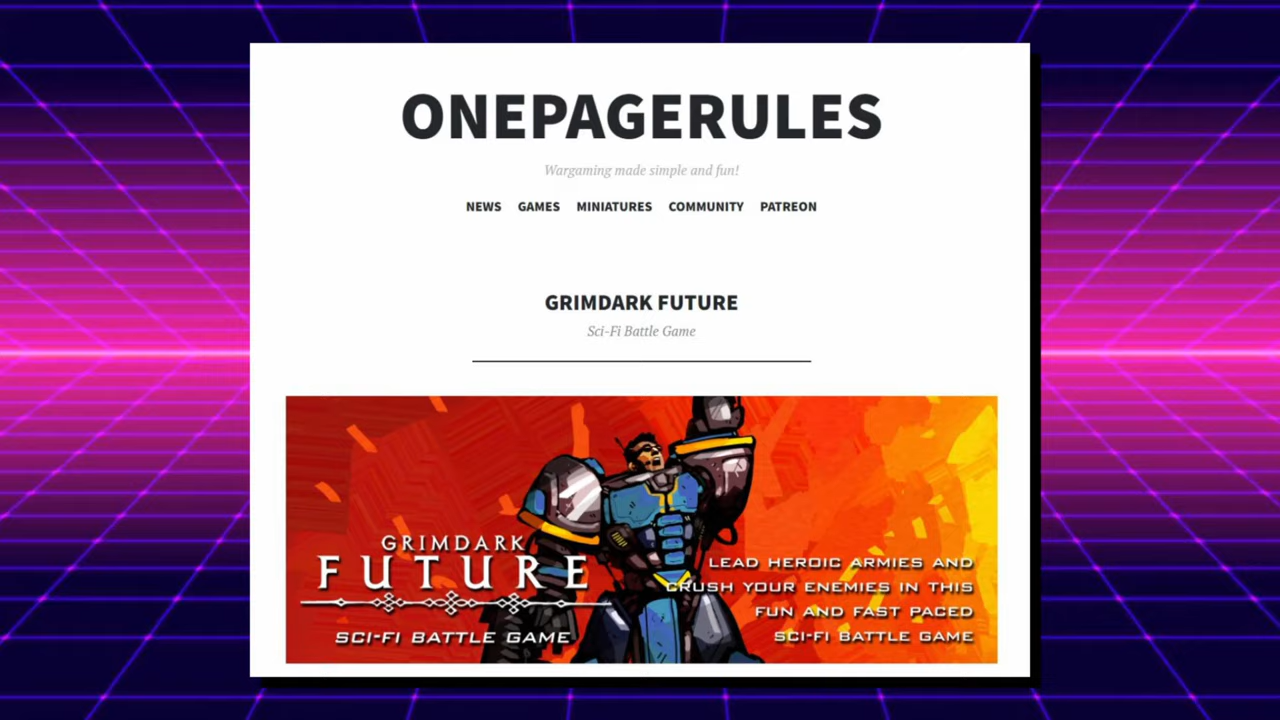 ONEPAGERULES
Wargaming made simple and fun!
NEWS GAMES MINIATURES COMMUNITY PATREON
GRIMDARK FUTURE
Sci-Fi Battle Game
GRIMDARK
FUTURE
SCI-FI BATTLE GAME
LEAD HEROIC ARMIES AND
CRUSH YOUR ENEMIES IN THIS
FUN AND FAST PACED
SCI-FI BATTLE GAME